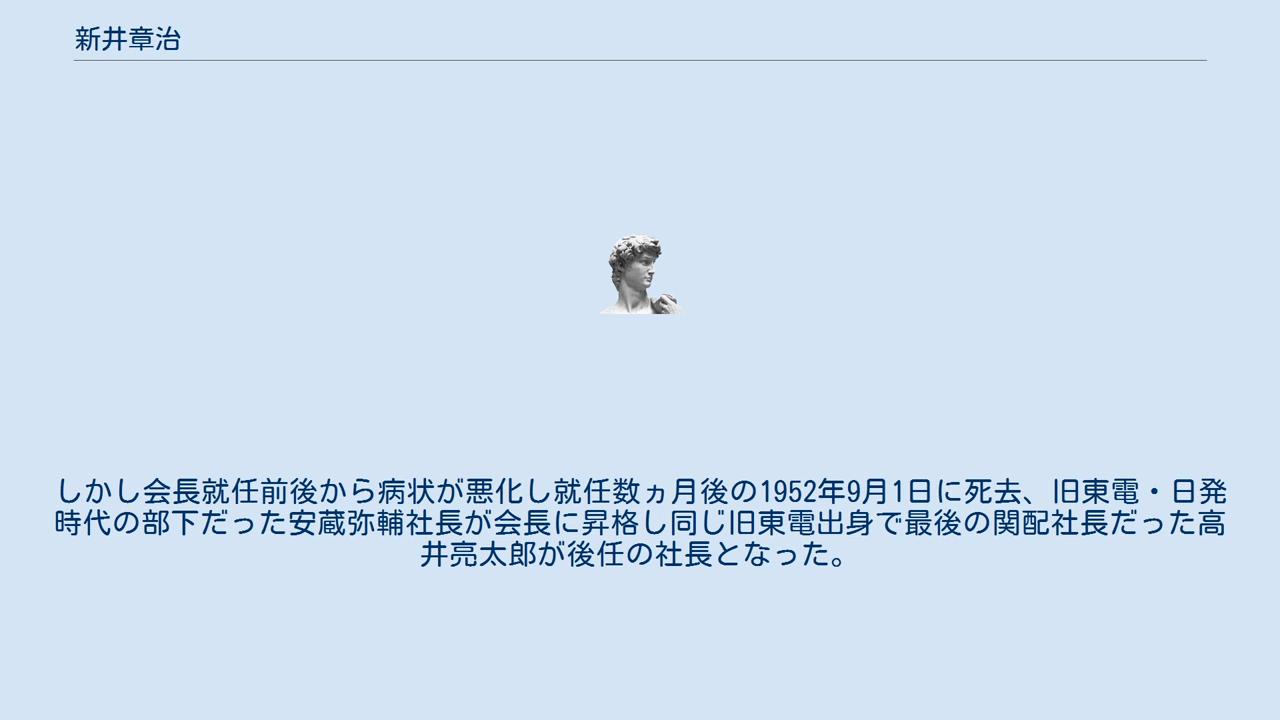 新井章治
しかし会長就任前後から病状が悪化し就任数ヵ月後の1952年9月1日に死去、旧東電・日発
時代の部下だった安蔵弥輔社長が会長に昇格し同じ旧東電出身で最後の関配社長だった高
井亮太郎が後任の社長となった。